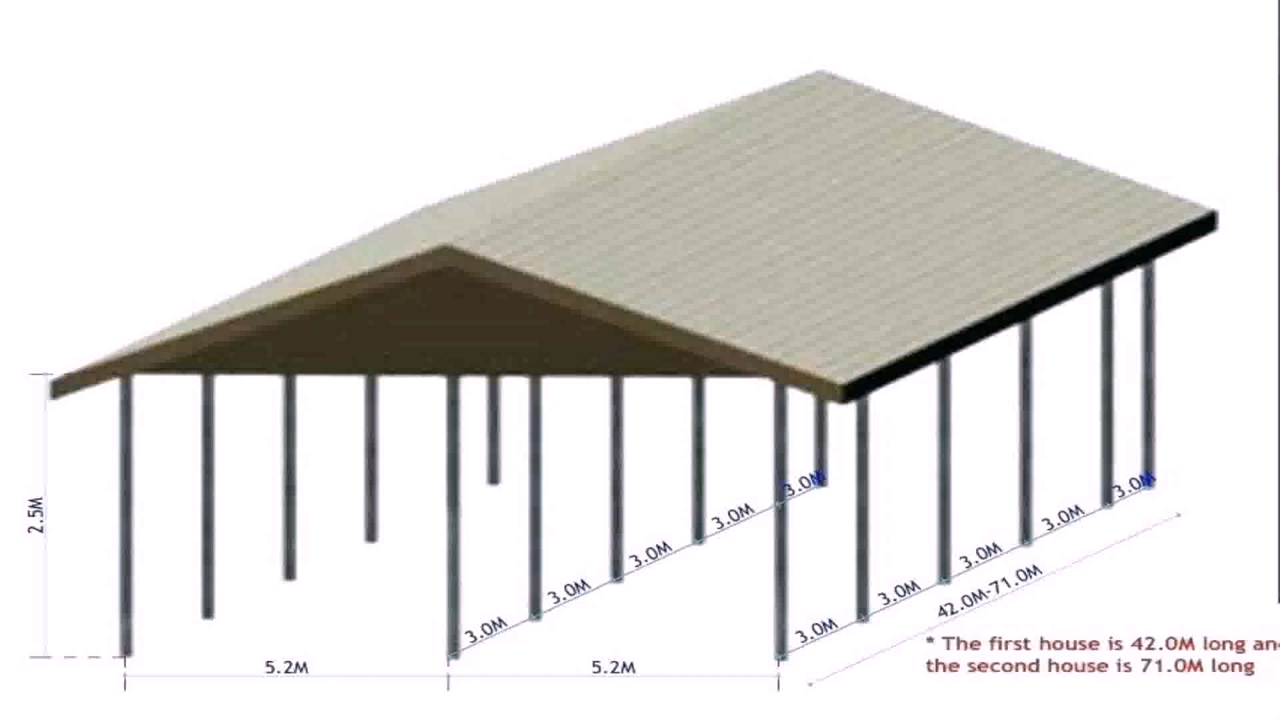 2.5M
3.0M
3.0M
3.0M
3.0M
3.0M
3.0M
3.0M
3.0M
3.0M
3.0M
42.0M-71.0M
5.2M
5.2M
* The first house is 42.0M long an
the second house is 71.0M long